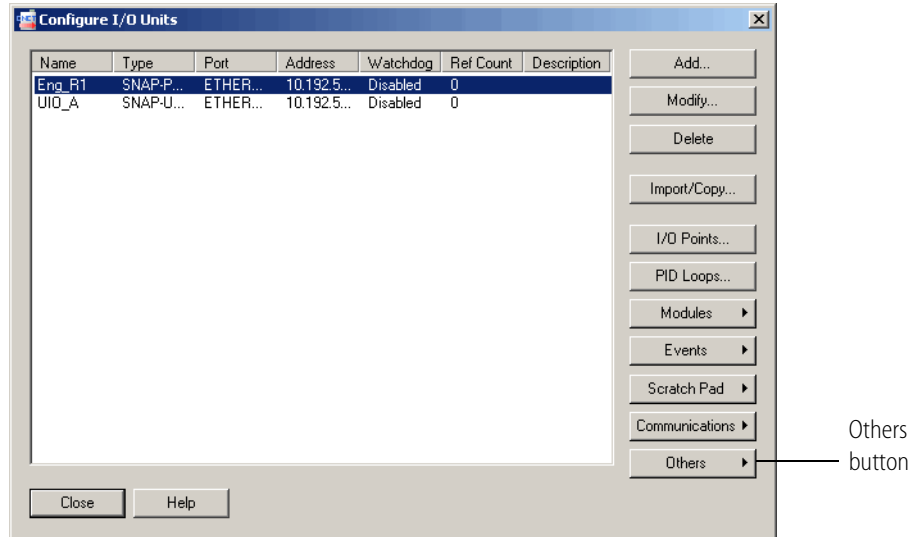 Configure I/O Units
Name Type Port Address Watchdog Ref Count Description
Eng_R1 SNAP-P... ETHER... 10.192.5... Disabled 0
UIO_A SNAP-U... ETHER... 10.192.5... Disabled 0
Add...
Modify...
Delete
Import/Copy...
I/O Points...
PID Loops...
Modules
Events
Scratch Pad
Communications
Others
Close Help
Others
button